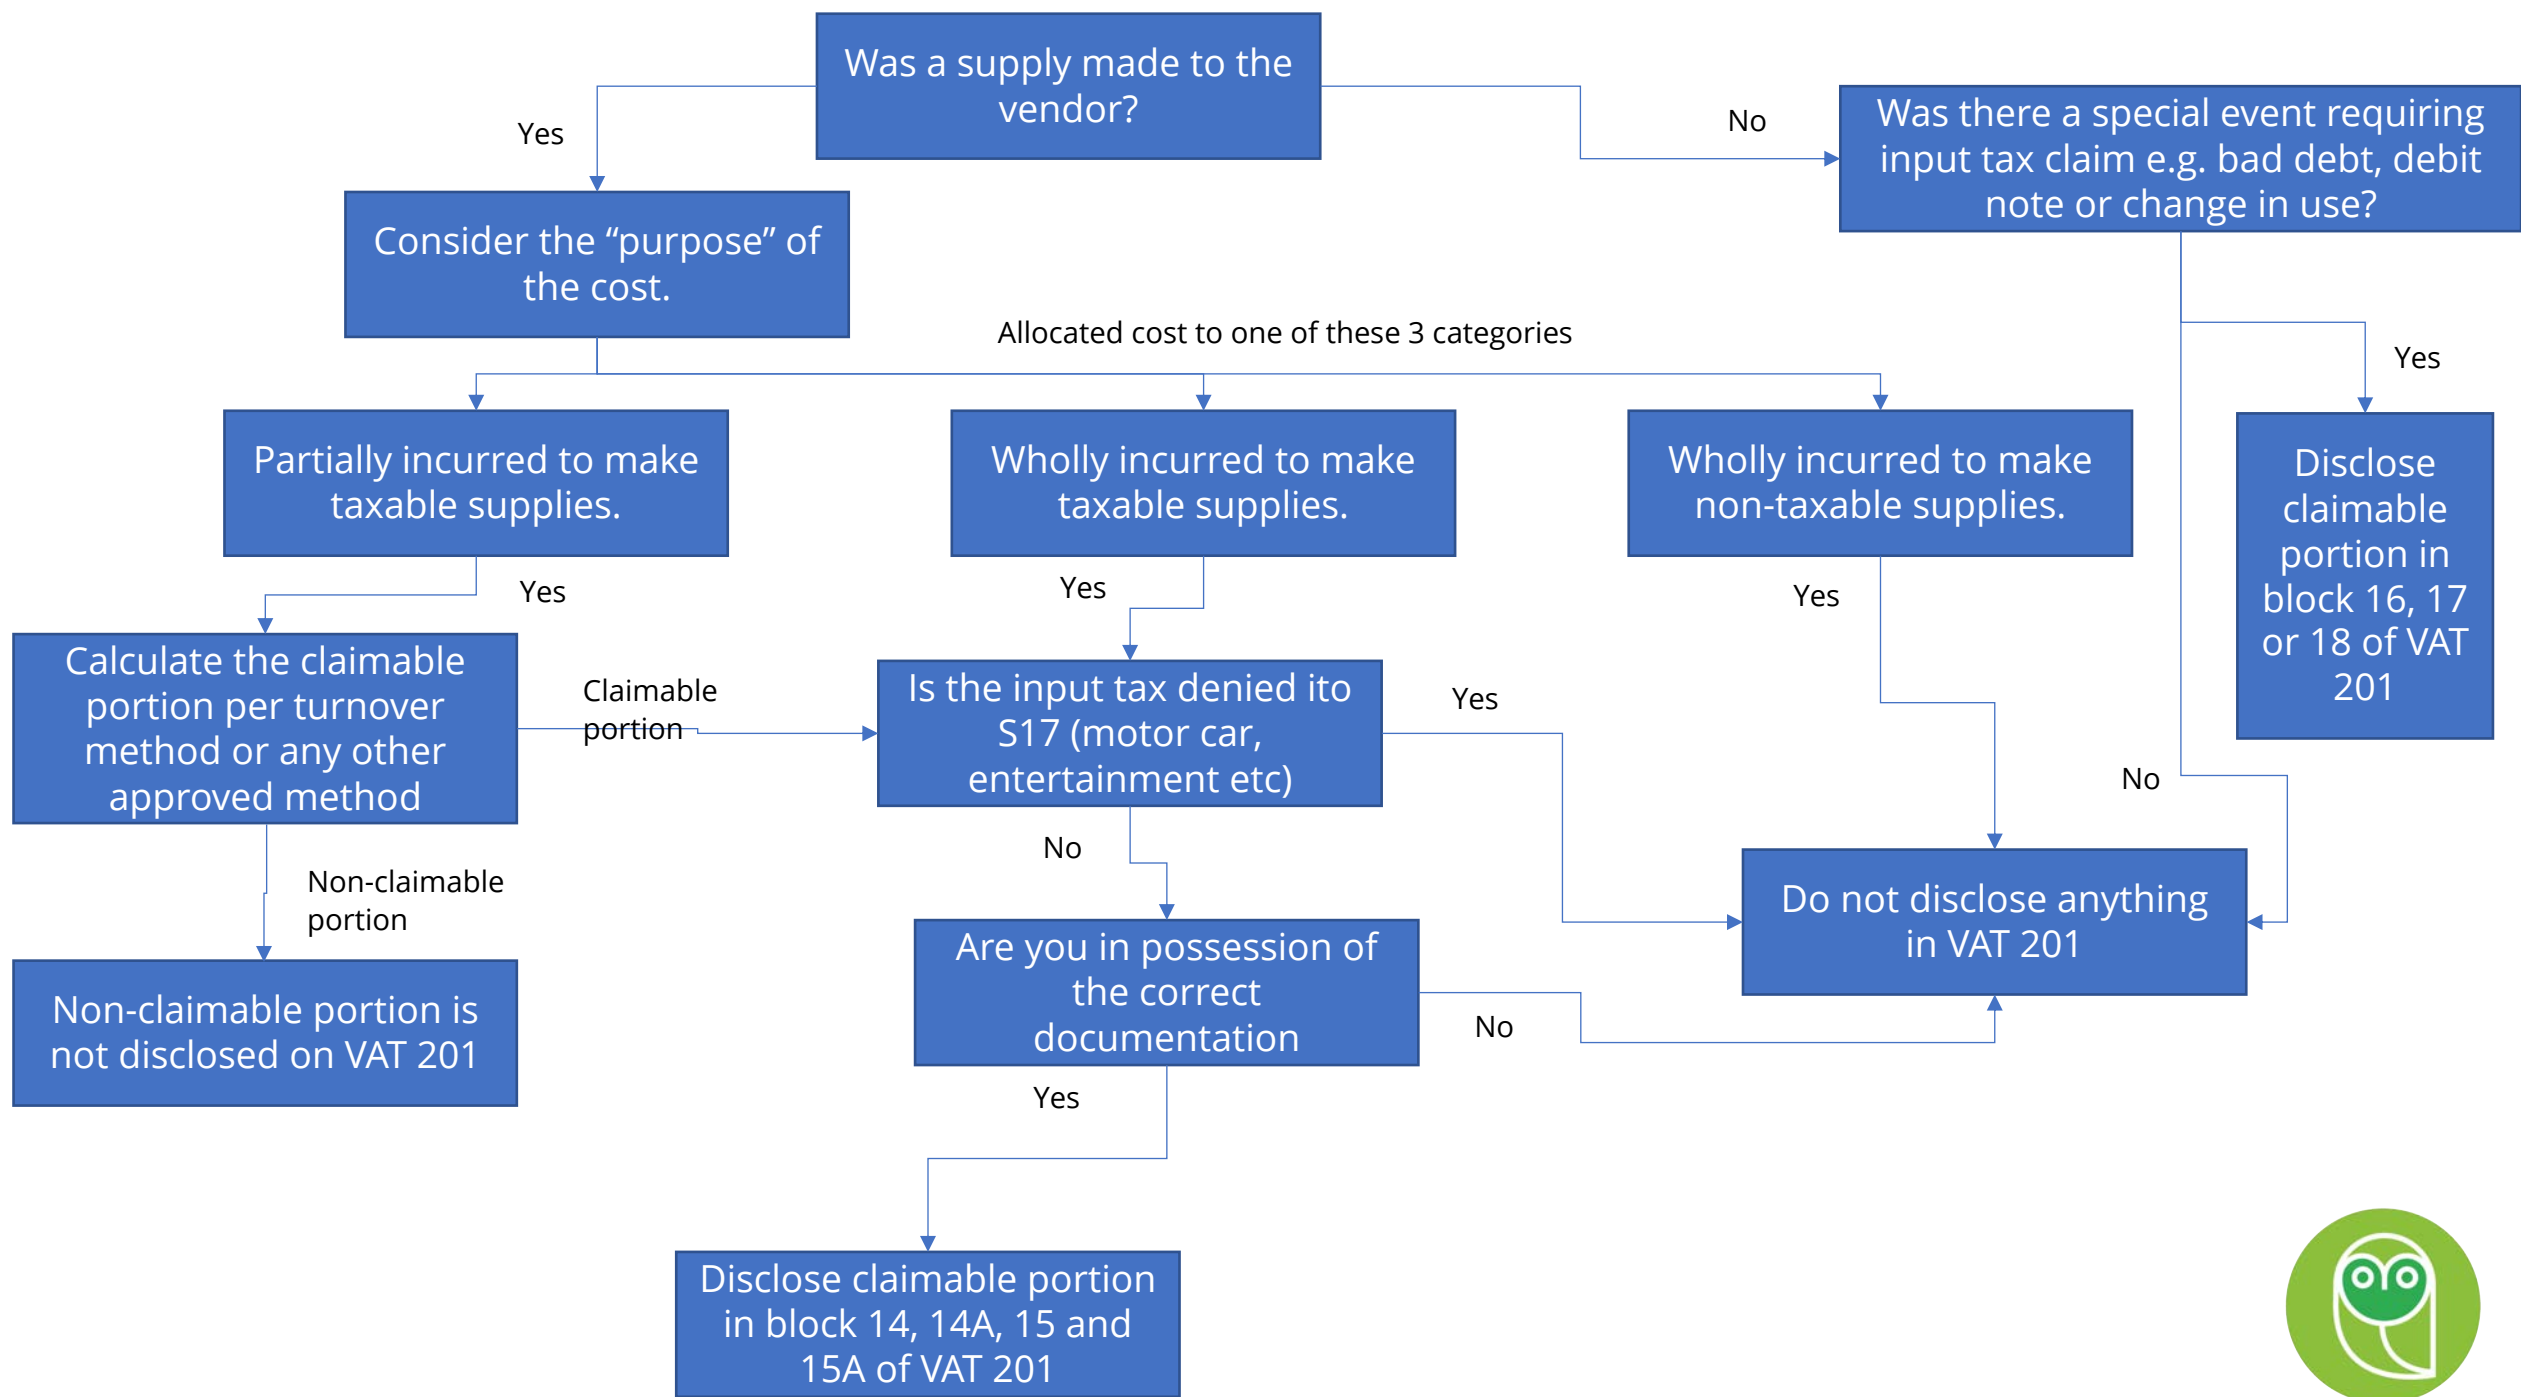 Was a supply made to the
vendor?
Yes
No
Was there a special event requiring
input tax claim e.g. bad debt, debit
note or change in use?
Consider the “purpose” of
the cost.
Allocated cost to one of these 3 categories
Yes
Partially incurred to make
taxable supplies.
Wholly incurred to make
taxable supplies.
Wholly incurred to make
non-taxable supplies.
Disclose
claimable
portion in
block 16, 17
or 18 of VAT
201
Yes
Yes
Yes
Calculate the claimable
portion per turnover
method or any other
approved method
Claimable
portion
Is the input tax denied ito
S17 (motor car,
entertainment etc)
Yes
No
No
Non-claimable
portion
Do not disclose anything
in VAT 201
Are you in possession of
the correct
documentation
No
Non-claimable portion is
not disclosed on VAT 201
Yes
Disclose claimable portion
in block 14, 14A, 15 and
15A of VAT 201